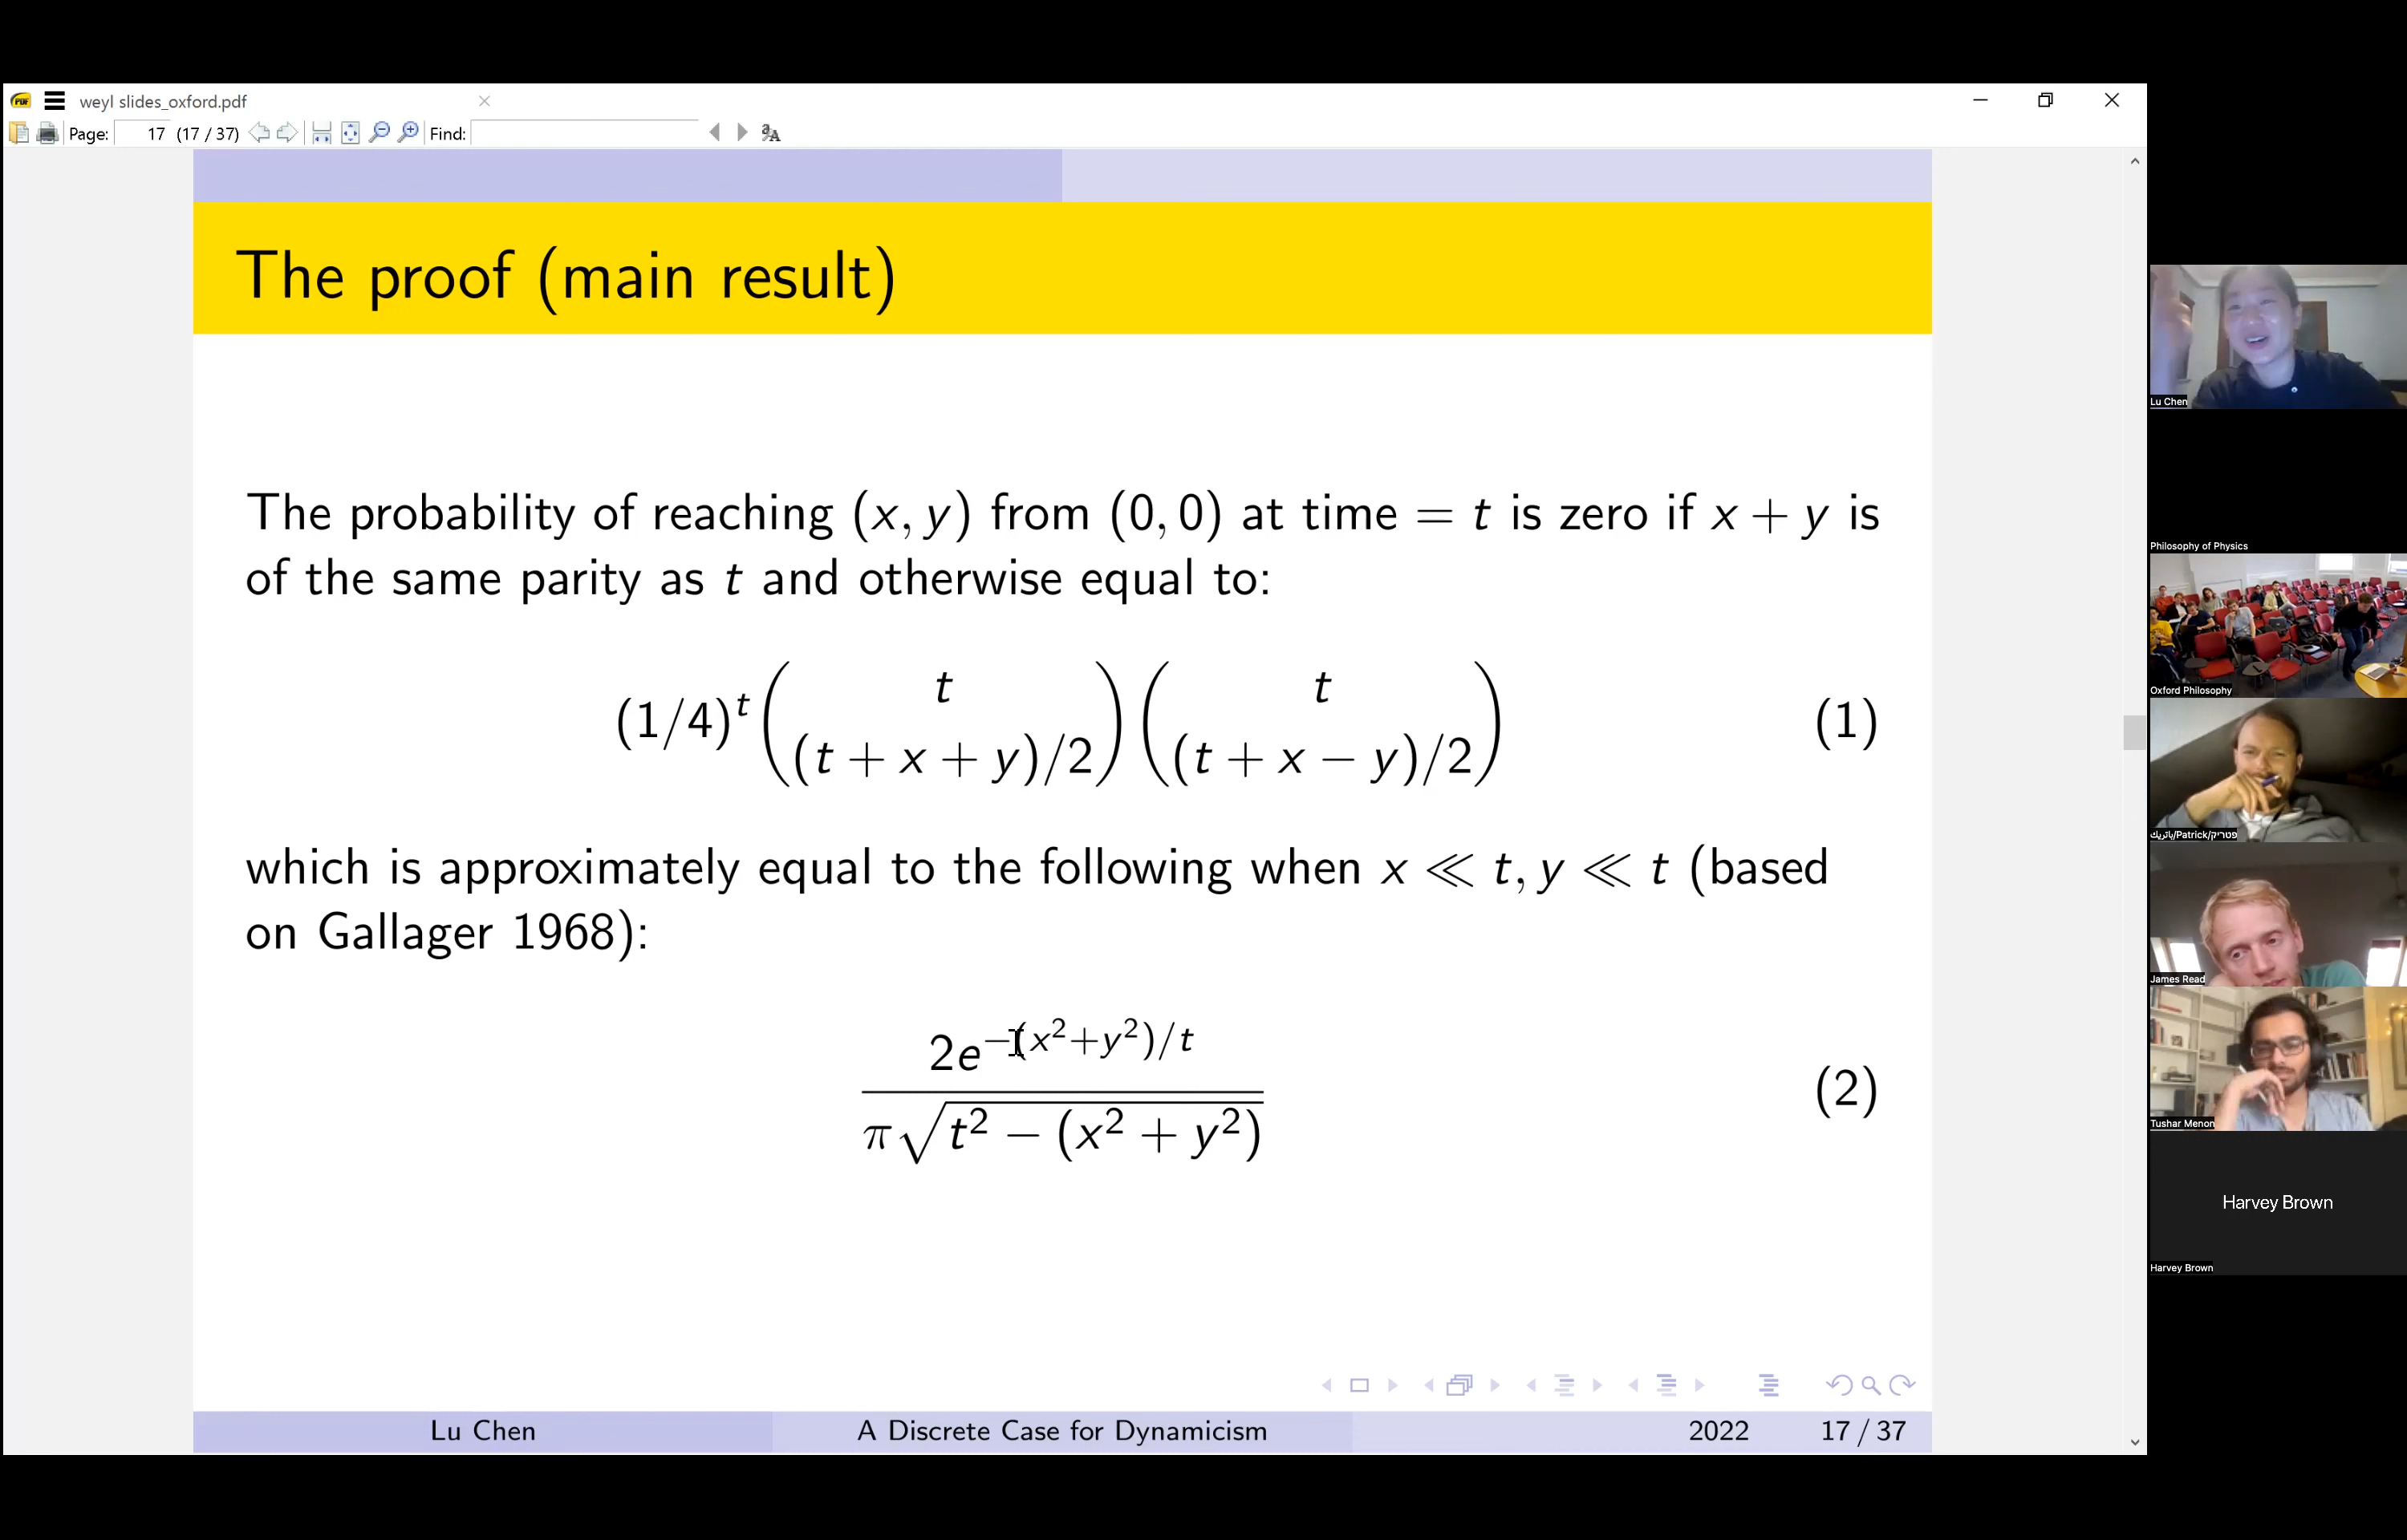 weyl slides_oxford.pdf
Page: 17 (17 / 37) Find:
The proof (main result)
The probability of reaching (x, y) from (0, 0) at time = t is zero if x + y is
of the same parity as t and otherwise equal to:
(1/4)^t (t (t + x + y)/2) (t (t + x − y)/2) (1)
which is approximately equal to the following when x ≪ t, y ≪ t (based
on Gallager 1968):
2e^−(x²+y²)/t
π√t² − (x² + y²) (2)
Lu Chen A Discrete Case for Dynamicism 2022 17 / 37
Lu Chen
Philosophy of Physics
Oxford Philosophy
פטריק/Patrick/باتريك
James Read
Tushar Menon
Harvey Brown
Harvey Brown